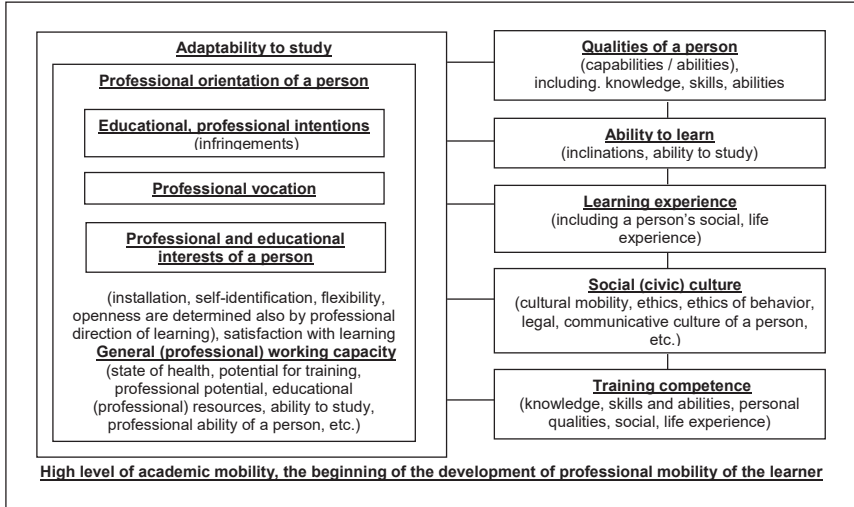 Adaptability to study
Professional orientation of a person
Educational, professional intentions
(infringements)
Professional vocation
Professional and educational
interests of a person
(installation, self-identification, flexibility,
openness are determined also by professional
direction of learning), satisfaction with learning
General (professional) working capacity
(state of health, potential for training,
professional potential, educational
(professional) resources, ability to study,
professional ability of a person, etc.)
Qualities of a person
(capabilities / abilities),
including. knowledge, skills, abilities
Ability to learn
(inclinations, ability to study)
Learning experience
(including a person’s social, life
experience)
Social (civic) culture
(cultural mobility, ethics, ethics of behavior,
legal, communicative culture of a person,
etc.)
Training competence
(knowledge, skills and abilities, personal
qualities, social, life experience)
High level of academic mobility, the beginning of the development of professional mobility of the learner